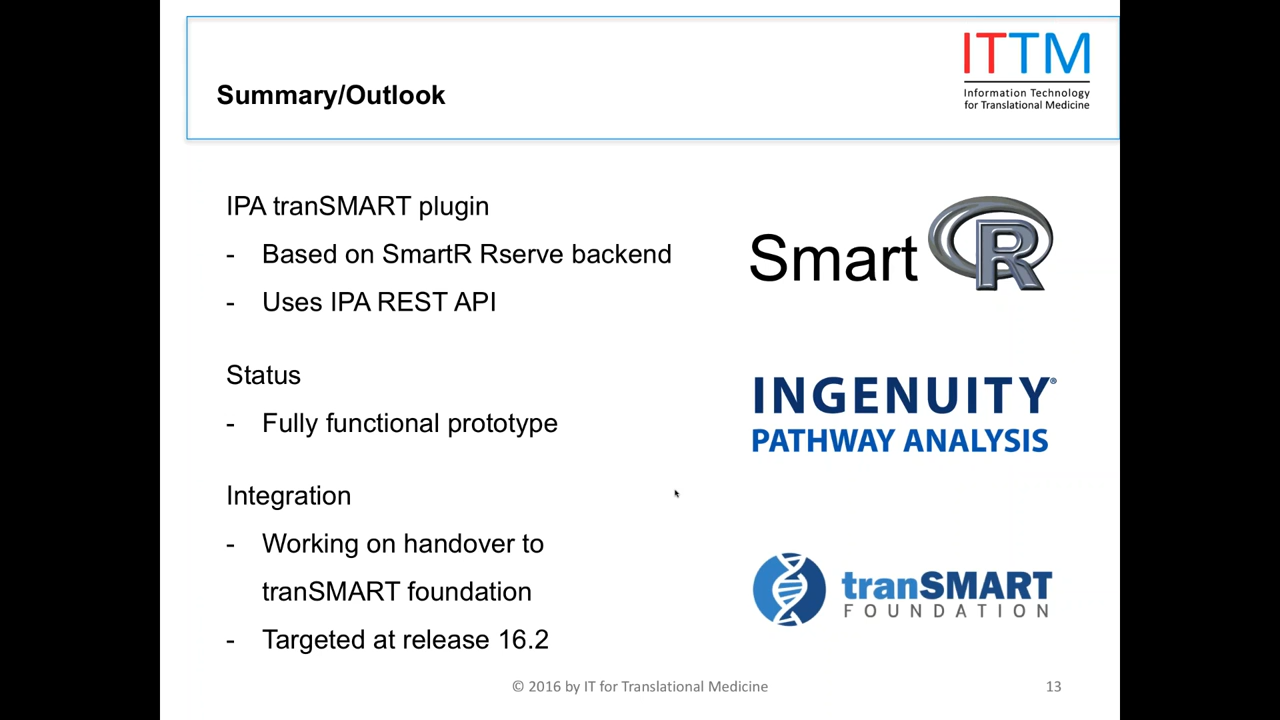 ITTM
Information Technology
for Translational Medicine
Summary/Outlook
IPA tranSMART plugin
- Based on SmartR Rserve backend
- Uses IPA REST API
Smart R
Status
- Fully functional prototype
INGENUITY®
PATHWAY ANALYSIS
Integration
- Working on handover to
tranSMART foundation
- Targeted at release 16.2
tranSMART
FOUNDATION
© 2016 by IT for Translational Medicine
13